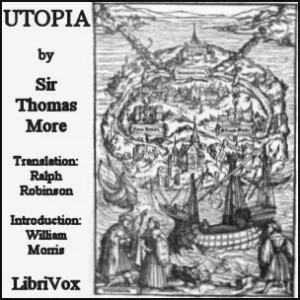 UTOPIA
by
Sir
Thomas
More
Translation:
Ralph
Robinson
Introduction:
William
Morris
LibriVox